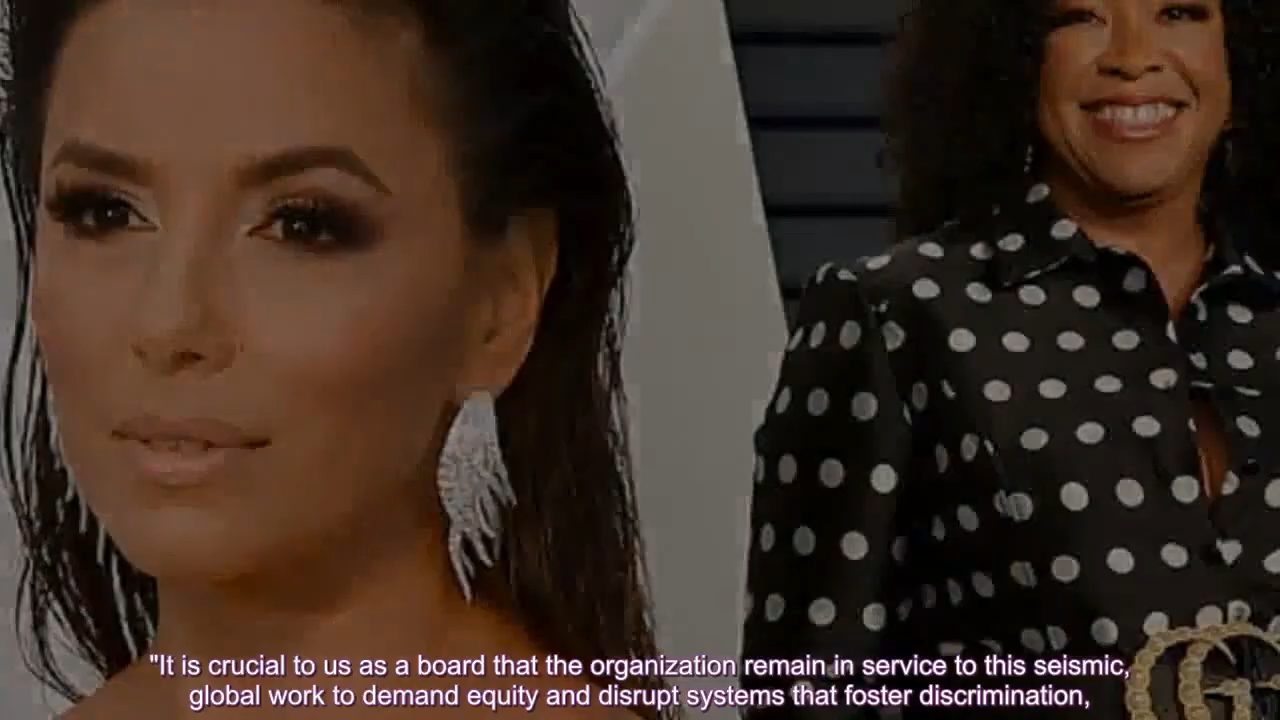 "It is crucial to us as a board that the organization remain in service to this seismic,
global work to demand equity and disrupt systems that foster discrimination,